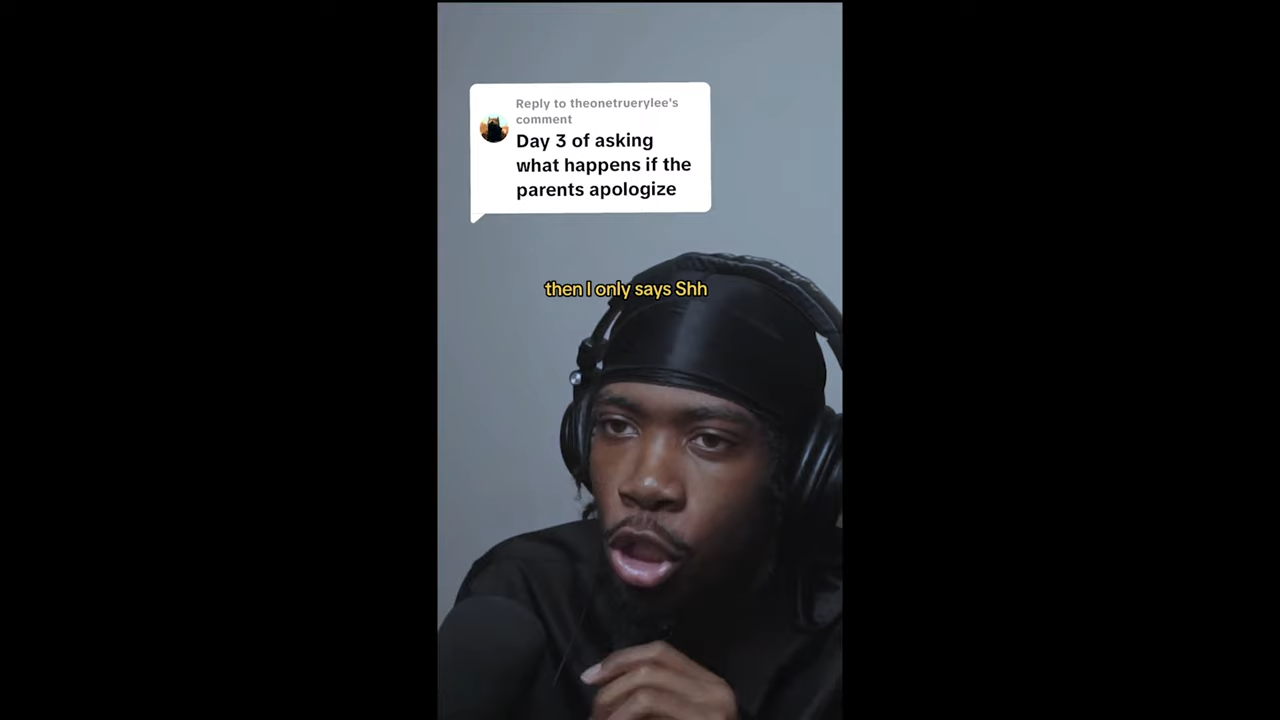 Reply to theonetruerylee's
comment
Day 3 of asking
what happens if the
parents apologize
then I only says Shh